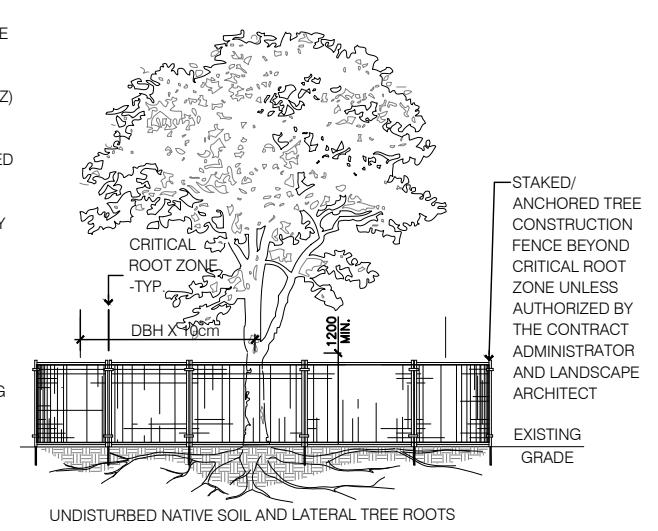 E
Z)
ED
Y
G
CRITICAL
ROOT ZONE
-TYP.
DBH X 10cm
1200
MIN.
STAKED/
ANCHORED TREE
CONSTRUCTION
FENCE BEYOND
CRITICAL ROOT
ZONE UNLESS
AUTHORIZED BY
THE CONTRACT
ADMINISTRATOR
AND LANDSCAPE
ARCHITECT
EXISTING
GRADE
UNDISTURBED NATIVE SOIL AND LATERAL TREE ROOTS